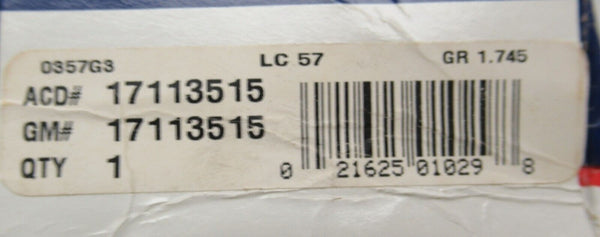 0357G3 LC 57 GR 1.745
ACD# 17113515
GM# 17113515
QTY 1
0 21625 01029 8